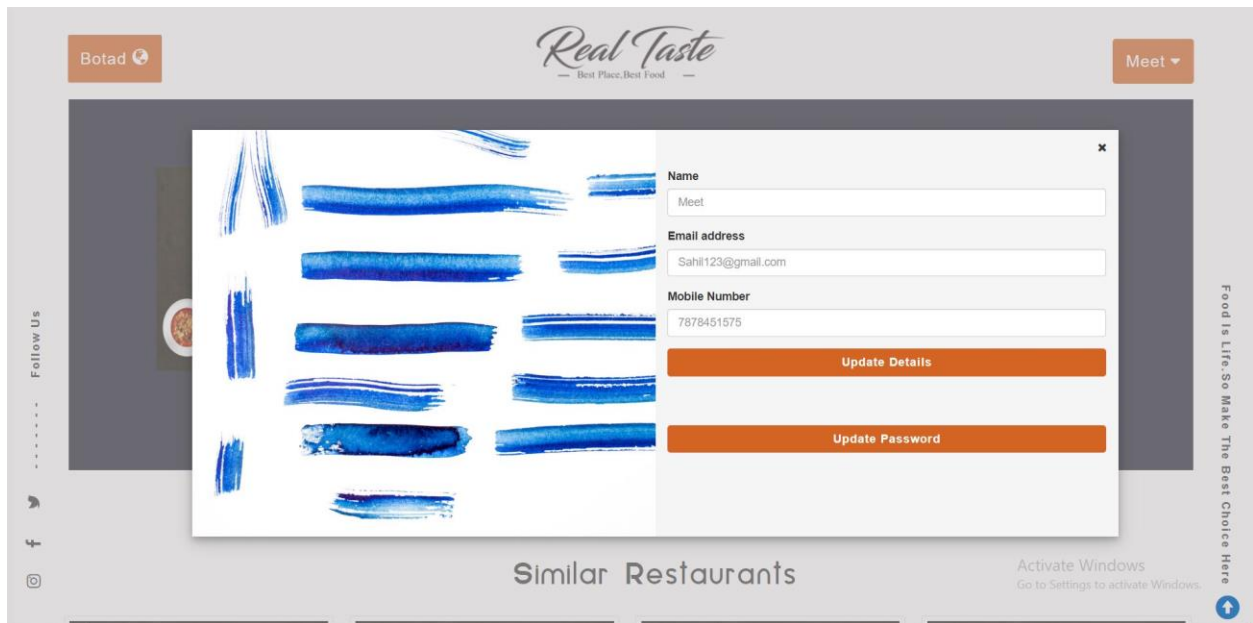 Botad
Real Taste
Best Place.Best Food
Meet
Name
Meet
Email address
Sahil123@gmail.com
Mobile Number
7878451575
Update Details
Update Password
Follow Us
Food Is Life.So Make The Best Choice Here
Similar Restaurants
Activate Windows
Go to Settings to activate Windows.